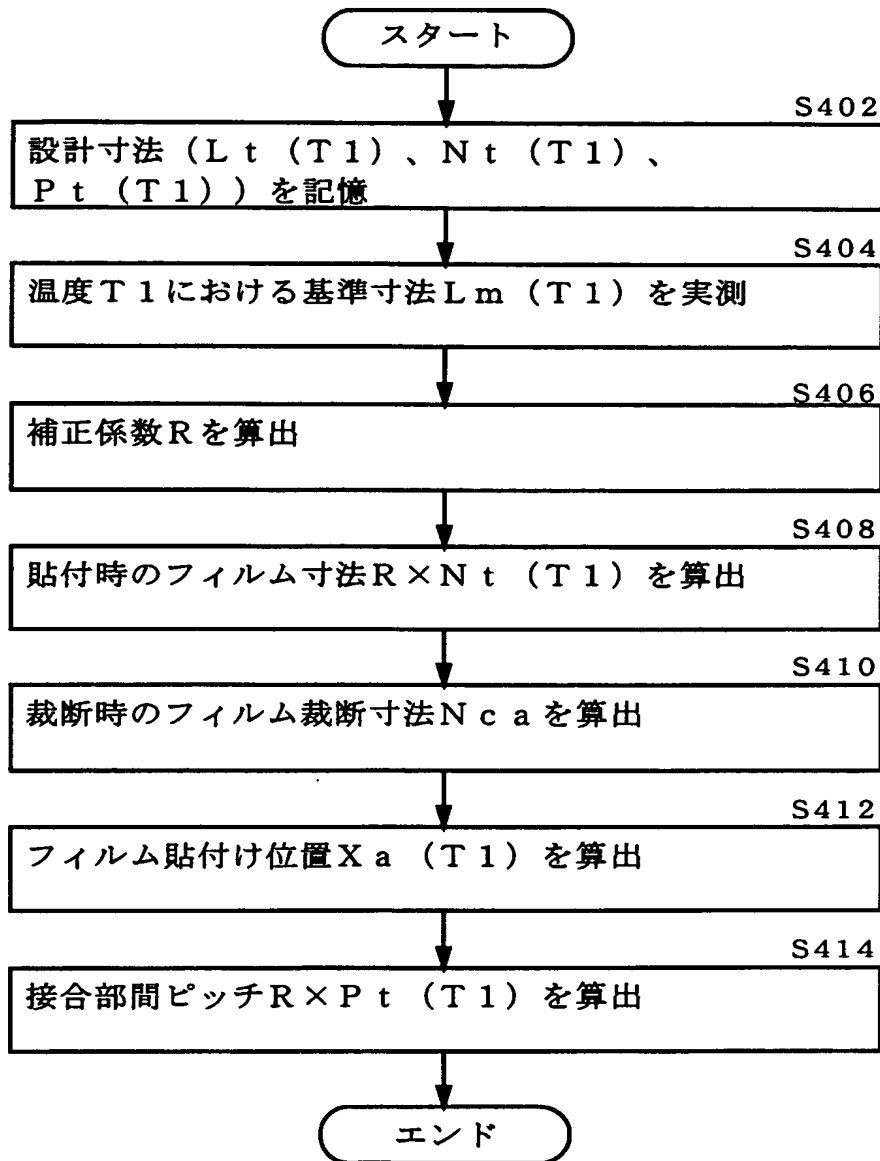 スタート
S402
設計寸法（Lt（T1）、Nt（T1）、
Pt（T1））を記憶
S404
温度T1における基準寸法Lm（T1）を実測
S406
補正係数Rを算出
S408
貼付時のフィルム寸法R×Nt（T1）を算出
S410
裁断時のフィルム裁断寸法Ncaを算出
S412
フィルム貼付け位置Xa（T1）を算出
S414
接合部間ピッチR×Pt（T1）を算出
エンド